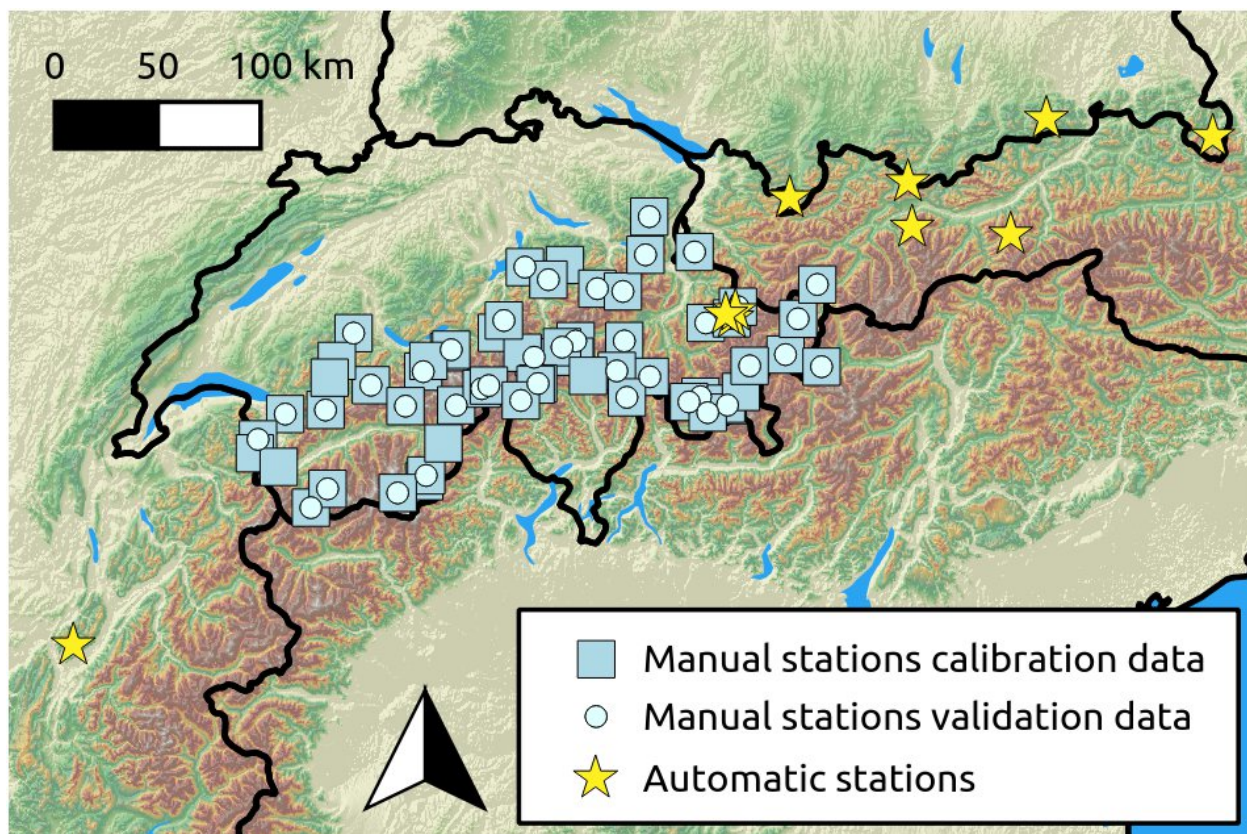 0 50 100 km
Manual stations calibration data
Manual stations validation data
Automatic stations